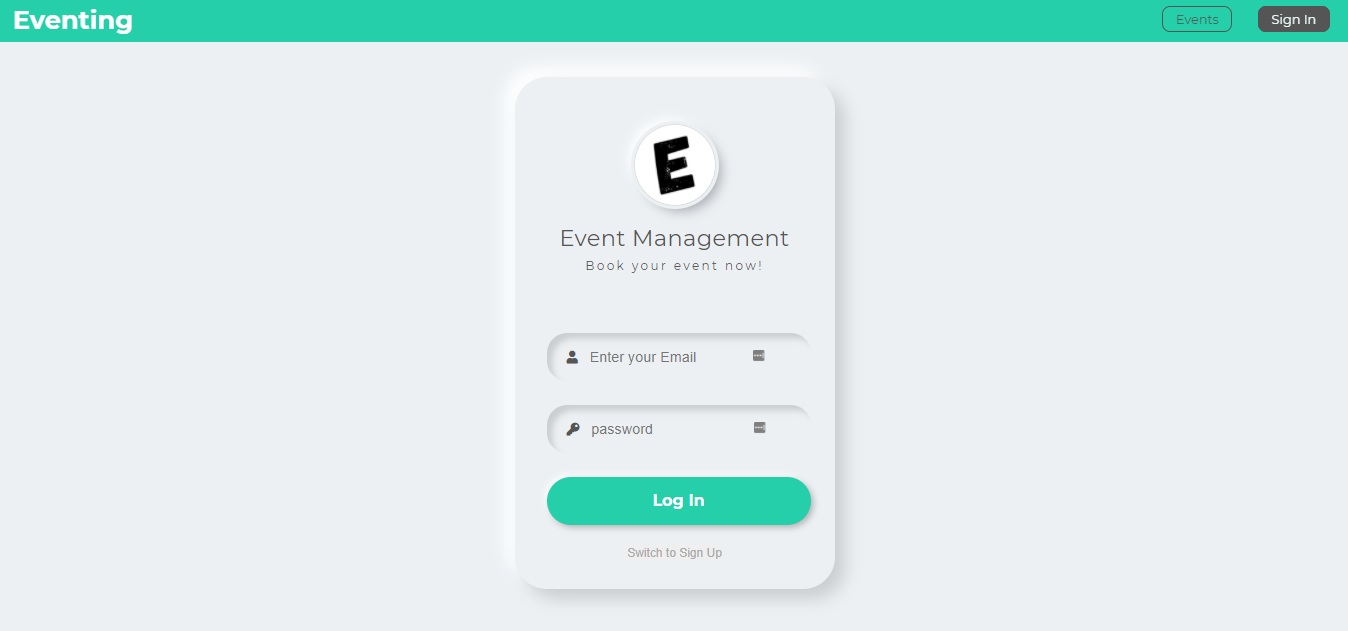 Eventing
Events
Sign In
E
Event Management
Book your event now!
Enter your Email
password
Log In
Switch to Sign Up